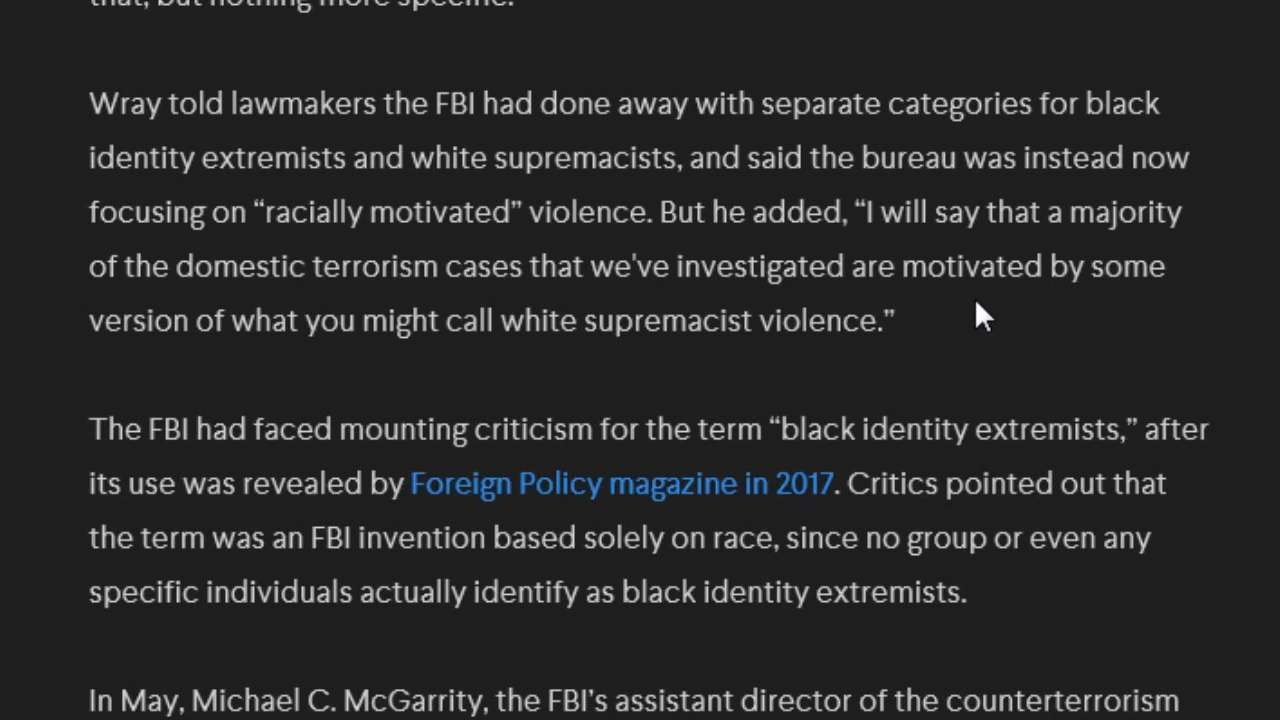 that, but nothing more specific.
Wray told lawmakers the FBI had done away with separate categories for black
identity extremists and white supremacists, and said the bureau was instead now
focusing on “racially motivated” violence. But he added, “I will say that a majority
of the domestic terrorism cases that we've investigated are motivated by some
version of what you might call white supremacist violence.”
The FBI had faced mounting criticism for the term “black identity extremists,” after
its use was revealed by Foreign Policy magazine in 2017. Critics pointed out that
the term was an FBI invention based solely on race, since no group or even any
specific individuals actually identify as black identity extremists.
In May, Michael C. McGarrity, the FBI’s assistant director of the counterterrorism